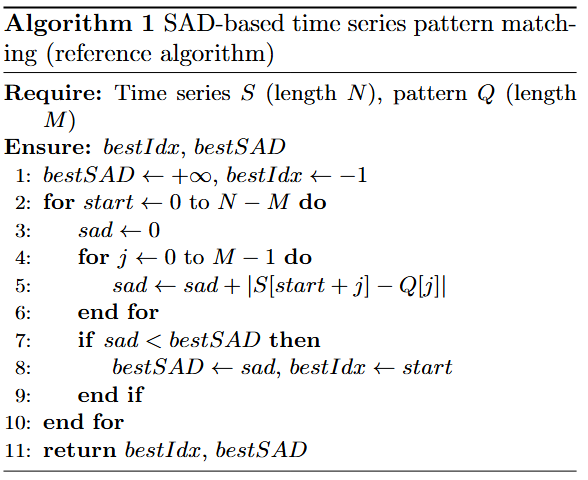 Algorithm 1 SAD-based time series pattern match-
ing (reference algorithm)
Require: Time series S (length N), pattern Q (length
M)
Ensure: bestIdx, bestSAD
1: bestSAD ← +∞, bestIdx ← −1
2: for start ← 0 to N − M do
3: sad ← 0
4: for j ← 0 to M − 1 do
5: sad ← sad + |S[start + j] − Q[j]|
6: end for
7: if sad < bestSAD then
8: bestSAD ← sad, bestIdx ← start
9: end if
10: end for
11: return bestIdx, bestSAD